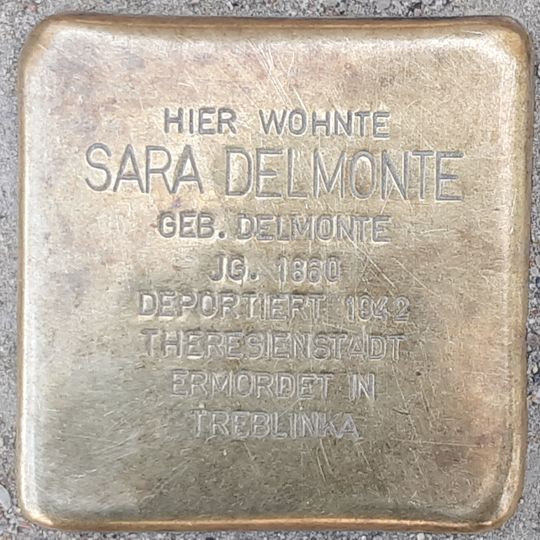 HIER WOHNTE
SARA DELMONTE
GEB. DELMONTE
JG. 1860
DEPORTIERT 1942
THERESIENSTADT
ERMORDET IN
TREBLINKA